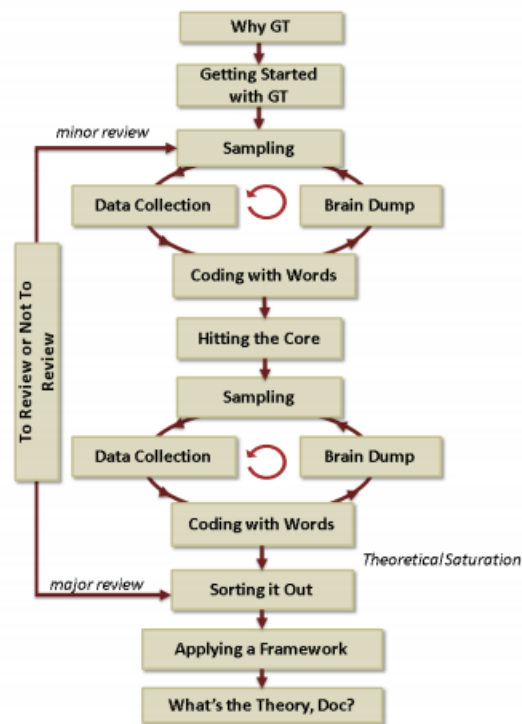 Why GT
Getting Started
with GT
minor review
Sampling
Data Collection
Brain Dump
Coding with Words
To Review or Not To
Review
Hitting the Core
Sampling
Data Collection
Brain Dump
Coding with Words
Theoretical Saturation
major review
Sorting it Out
Applying a Framework
What's the Theory, Doc?